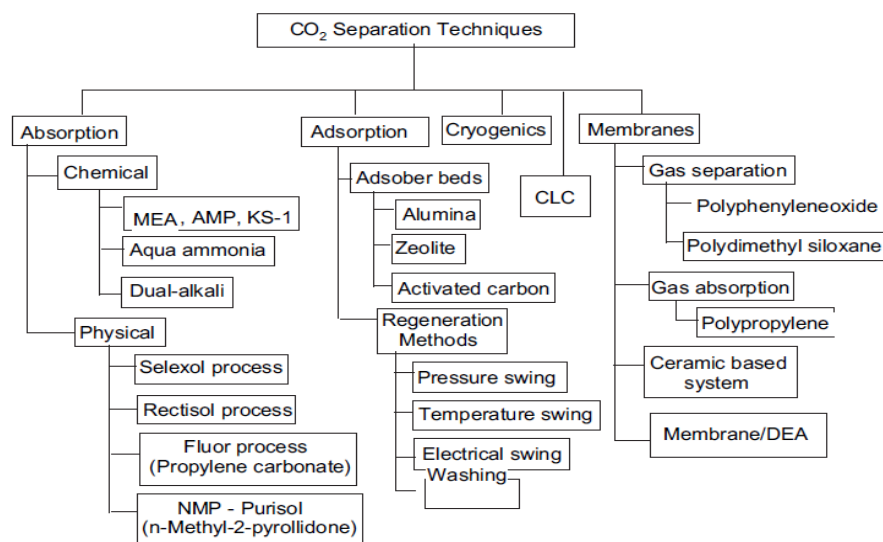 CO₂ Separation Techniques
Absorption
Chemical
MEA, AMP, KS-1
Aqua ammonia
Dual-alkali
Physical
Selexol process
Rectisol process
Fluor process
(Propylene carbonate)
NMP - Purisol
(n-Methyl-2-pyrollidone)
Adsorption
Adsober beds
Alumina
Zeolite
Activated carbon
Regeneration
Methods
Pressure swing
Temperature swing
Electrical swing
Washing
Cryogenics
CLC
Membranes
Gas separation
Polyphenyleneoxide
Polydimethyl siloxane
Gas absorption
Polypropylene
Ceramic based
system
Membrane/DEA